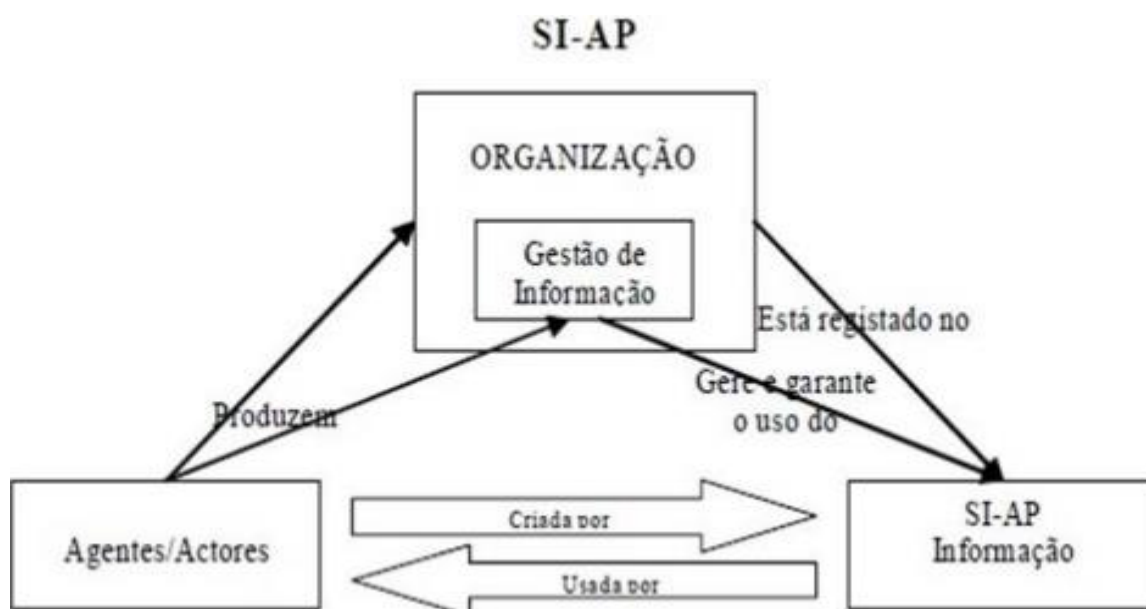 SI-AP
ORGANIZAÇÃO
Gestão de
Informação
Está registado no
Gere e garante
o uso do
Produzem
Agentes/Actores
Criada por
Usada por
SI-AP
Informação